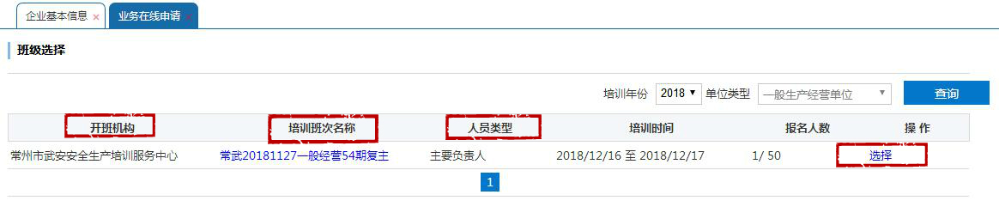 企业基本信息 × 业务在线申请 ×
班级选择
培训年份 2018 单位类型 一般生产经营单位 查询
开班机构 培训班次名称 人员类型 培训时间 报名人数 操 作
常州市武安安全生产培训服务中心 常武20181127一般经营54期复主 主要负责人 2018/12/16 至 2018/12/17 1/ 50 选择
1